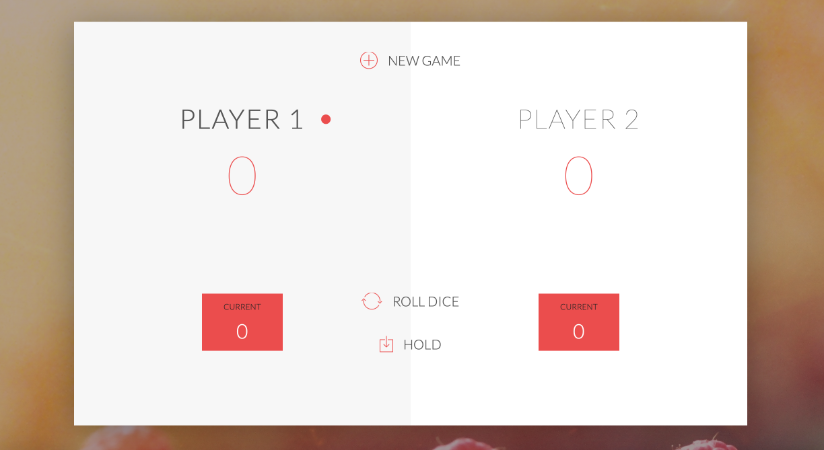 NEW GAME
PLAYER 1
PLAYER 2
0
0
CURRENT
0
CURRENT
0
ROLL DICE
HOLD